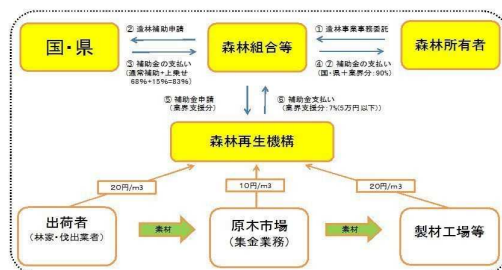 国・県
② 造林補助申請
森林組合等
① 造林事業事務委託
森林所有者
③ 補助金の支払い
(通常補助+上乗せ
68%+15%=83%)
④ ⑦ 補助金の支払い
(国・県+業界分:90%)
⑤ 補助金申請
(業界支援分)
⑥ 補助金支払い
(業界支援分:7%(5万円以下))
森林再生機構
20円/m3
10円/m3
20円/m3
出荷者
(林家・伐出業者)
素材
原木市場
(集金業務)
素材
製材工場等